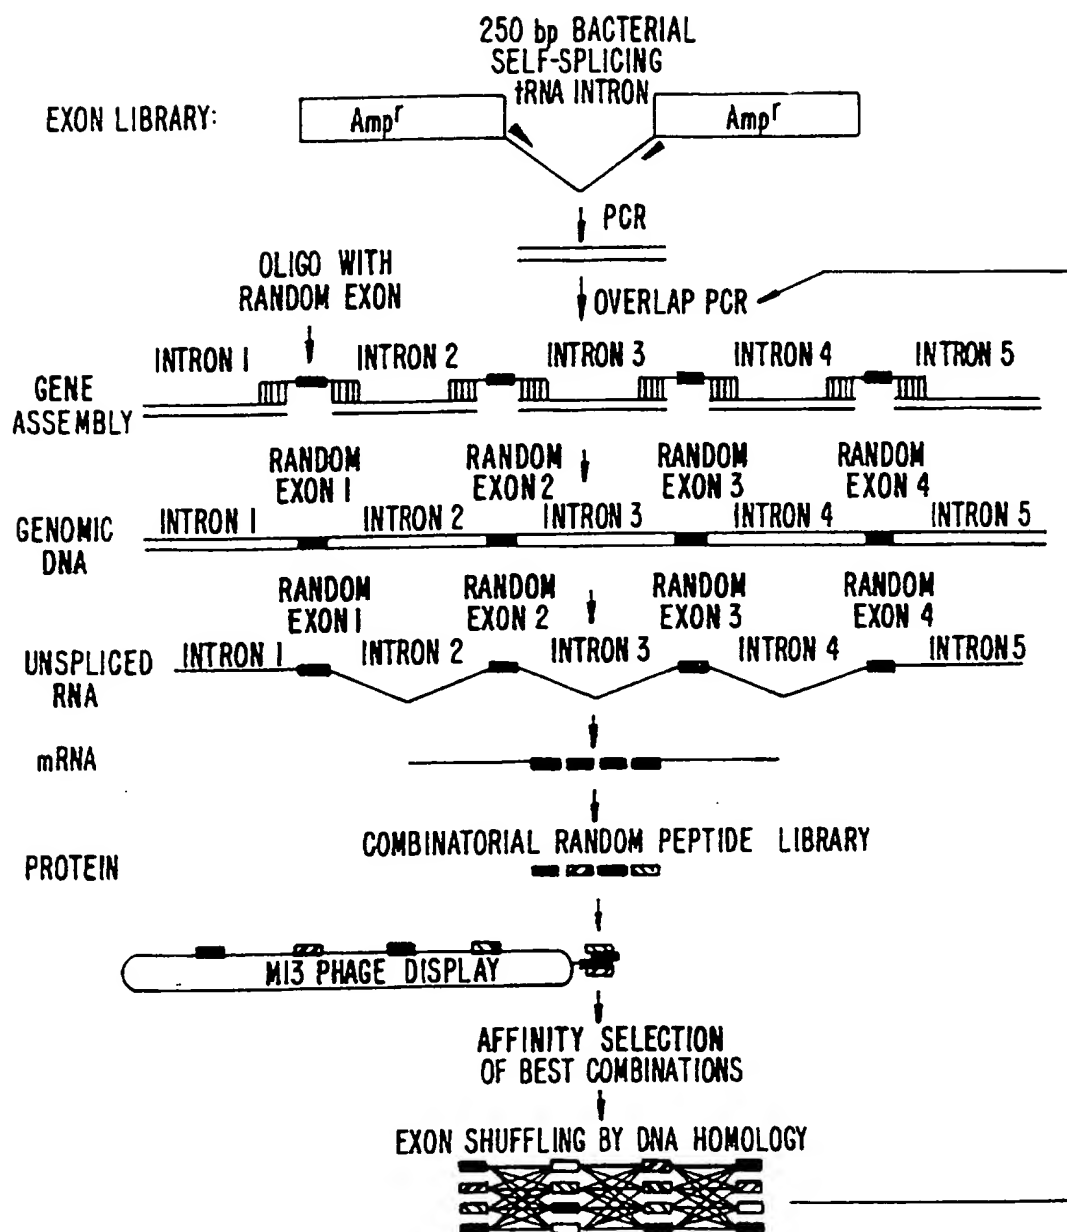 250 bp BACTERIAL
SELF-SPLICING
tRNA INTRON
EXON LIBRARY:
Ampʳ
Ampʳ
PCR
OLIGO WITH
RANDOM EXON
OVERLAP PCR
INTRON 1
INTRON 2
INTRON 3
INTRON 4
INTRON 5
GENE
ASSEMBLY
RANDOM
EXON 1
RANDOM
EXON 2
RANDOM
EXON 3
RANDOM
EXON 4
GENOMIC
DNA
INTRON 1
INTRON 2
INTRON 3
INTRON 4
INTRON 5
RANDOM
EXON 1
RANDOM
EXON 2
RANDOM
EXON 3
RANDOM
EXON 4
UNSPLICED
RNA
INTRON 1
INTRON 2
INTRON 3
INTRON 4
INTRON 5
mRNA
COMBINATORIAL RANDOM PEPTIDE LIBRARY
PROTEIN
M13 PHAGE DISPLAY
AFFINITY SELECTION
OF BEST COMBINATIONS
EXON SHUFFLING BY DNA HOMOLOGY